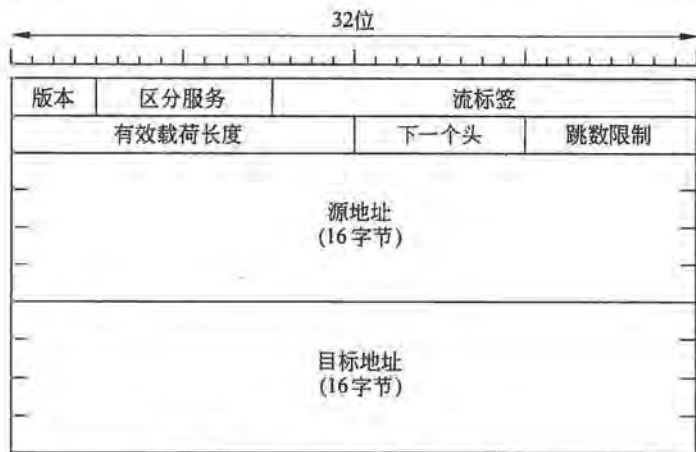 32位
版本 区分服务 流标签
有效载荷长度 下一个头 跳数限制
源地址
(16字节)
目标地址
(16字节)